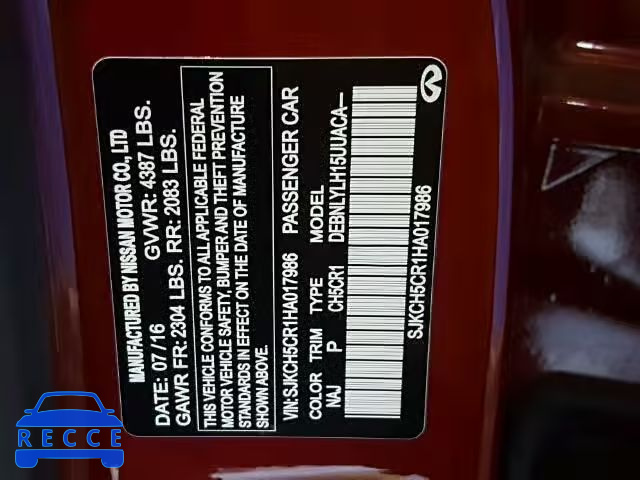 MANUFACTURED BY NISSAN MOTOR CO., LTD
DATE: 07/16 GVWR: 4387 LBS.
GAWR FR: 2304 LBS. RR: 2083 LBS.
THIS VEHICLE CONFORMS TO ALL APPLICABLE FEDERAL
MOTOR VEHICLE SAFETY, BUMPER AND THEFT PREVENTION
STANDARDS IN EFFECT ON THE DATE OF MANUFACTURE
SHOWN ABOVE.
VIN:SJKCH5CR1HA017986 PASSENGER CAR
COLOR TRIM TYPE MODEL
NAJ P CH5CR1 DEBNLYLH15UUACA—
SJKCH5CR1HA017986
RECCE